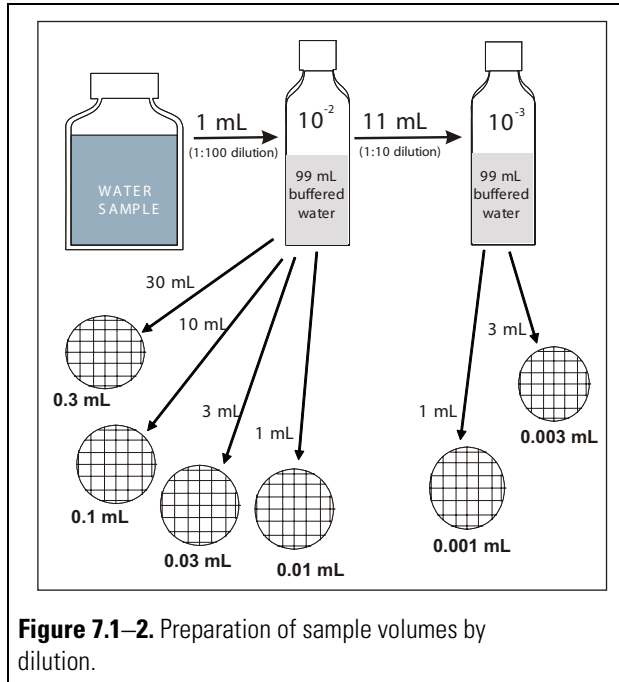 1 mL
(1:100 dilution)
10-2
11 mL
(1:10 dilution)
10-3
WATER
SAMPLE
99 mL
buffered
water
99 mL
buffered
water
30 mL
10 mL
3 mL
1 mL
1 mL
3 mL
0.3 mL
0.1 mL
0.03 mL
0.01 mL
0.001 mL
0.003 mL
Figure 7.1–2. Preparation of sample volumes by
dilution.